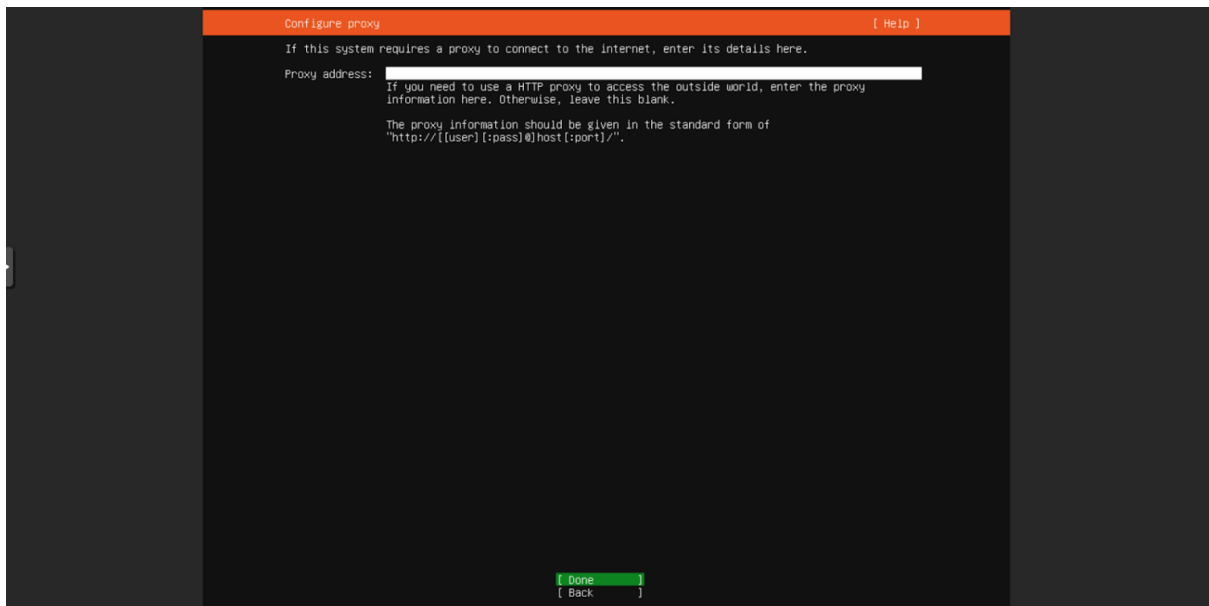 Configure proxy [ Help ]
If this system requires a proxy to connect to the internet, enter its details here.
Proxy address:
If you need to use a HTTP proxy to access the outside world, enter the proxy
information here. Otherwise, leave this blank.
The proxy information should be given in the standard form of
"http://[[user][:pass]@]host[:port]/".
[ Done ]
[ Back ]